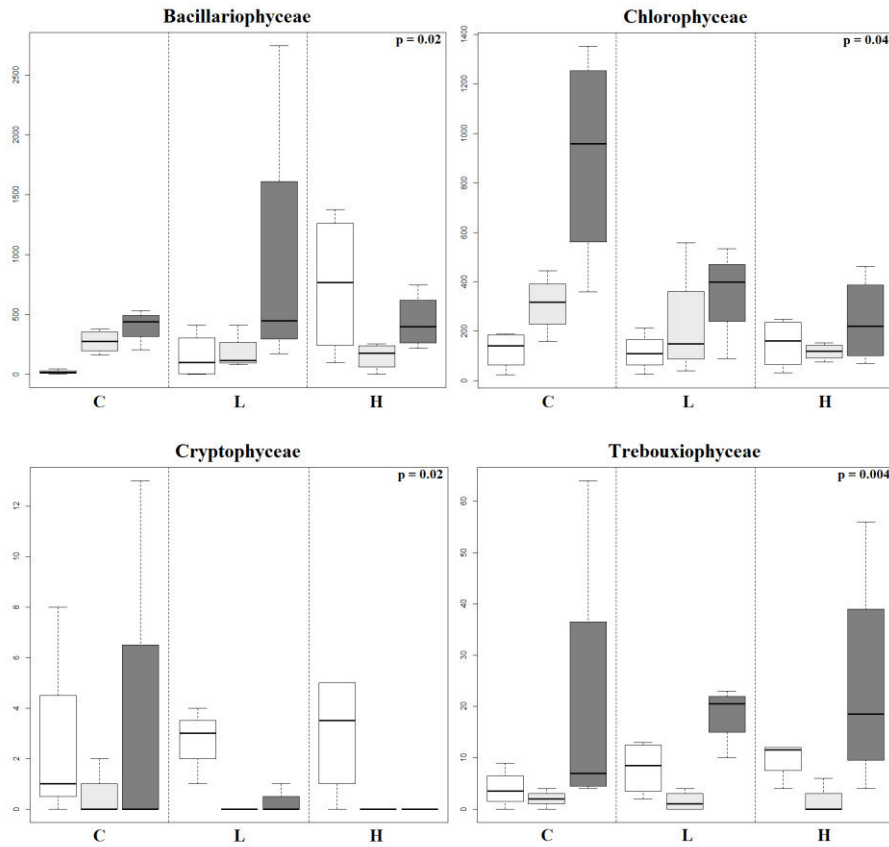 Bacillariophyceae
p = 0.02
2500
2000
1500
1000
500
0
C L H
Chlorophyceae
p = 0.04
1400
1200
1000
800
600
400
200
0
C L H
Cryptophyceae
p = 0.02
12
10
8
6
4
2
0
C L H
Trebouxiophyceae
p = 0.004
60
50
40
30
20
10
0
C L H